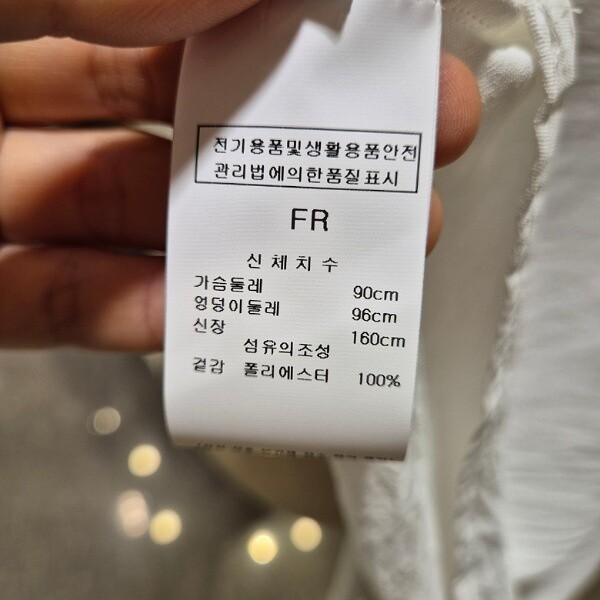 전기용품및생활용품안전
관리법에의한품질표시
FR
신체치수
가슴둘레 90cm
엉덩이둘레 96cm
신장 160cm
섬유의조성
겉감 폴리에스터 100%